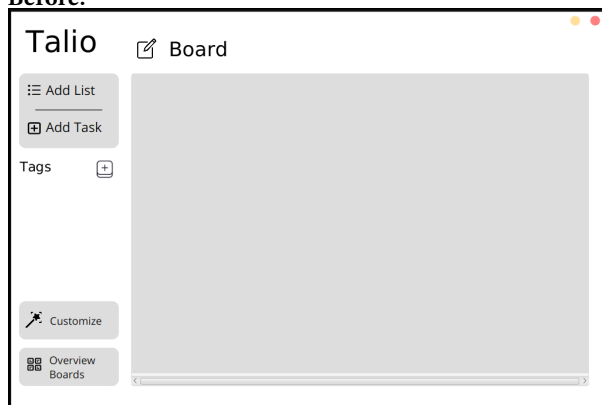 Before:
Talio
Board
Add List
Add Task
Tags
Customize
Overview
Boards